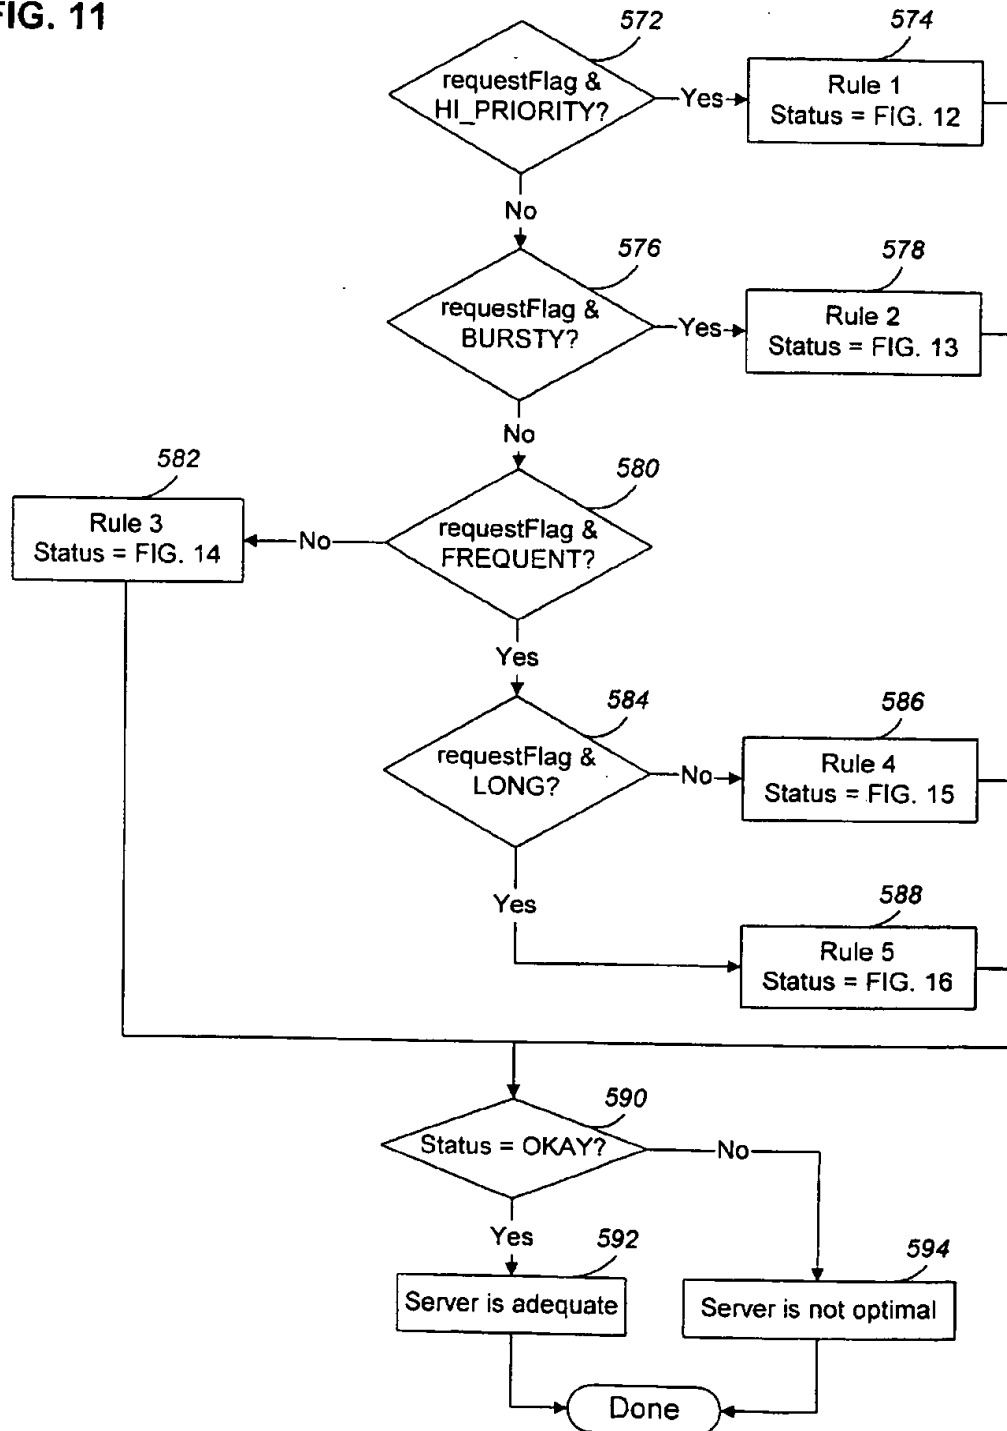 FIG. 11
572
requestFlag &
HI_PRIORITY?
Yes
574
Rule 1
Status = FIG. 12
No
576
requestFlag &
BURSTY?
Yes
578
Rule 2
Status = FIG. 13
No
580
requestFlag &
FREQUENT?
No
582
Rule 3
Status = FIG. 14
Yes
584
requestFlag &
LONG?
No
586
Rule 4
Status = FIG. 15
Yes
588
Rule 5
Status = FIG. 16
590
Status = OKAY?
No
Yes
592
Server is adequate
594
Server is not optimal
Done